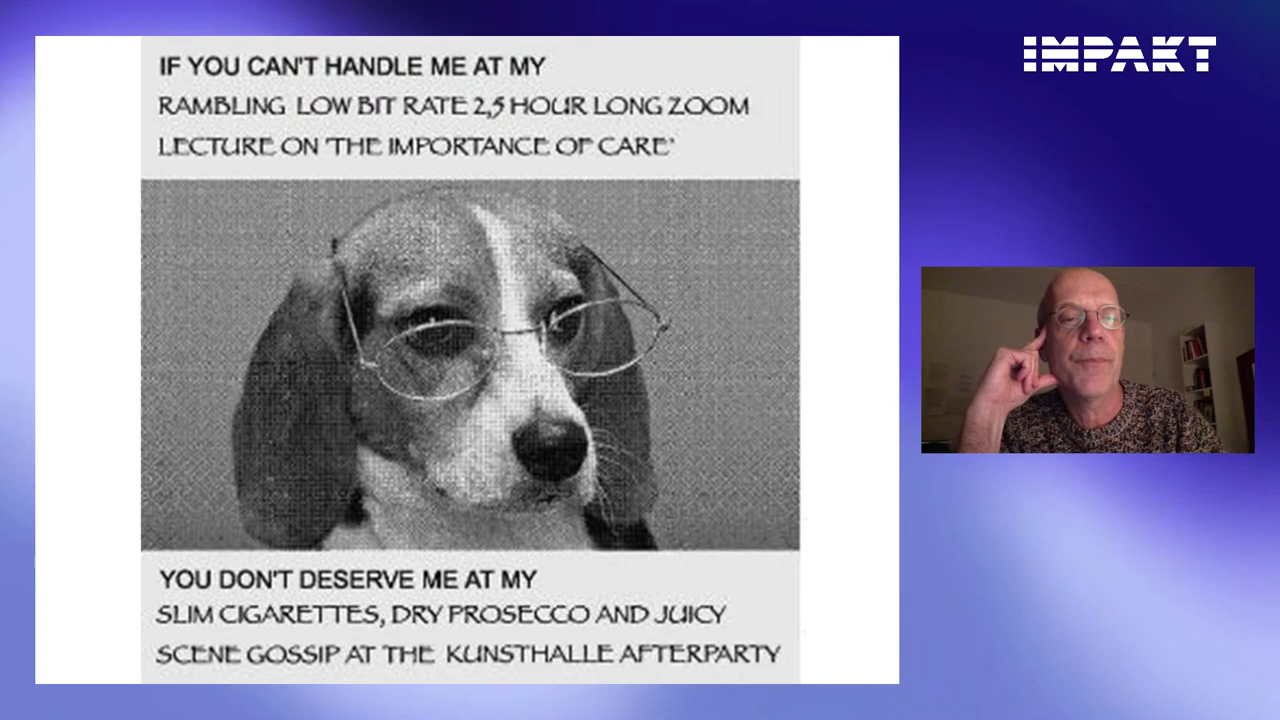 IF YOU CAN'T HANDLE ME AT MY
RAMBLING LOW BIT RATE 2,5 HOUR LONG ZOOM
LECTURE ON 'THE IMPORTANCE OF CARE'
YOU DON'T DESERVE ME AT MY
SLIM CIGARETTES, DRY PROSECCO AND JUICY
SCENE GOSSIP AT THE KUNSTHALLE AFTERPARTY
IMPAKT